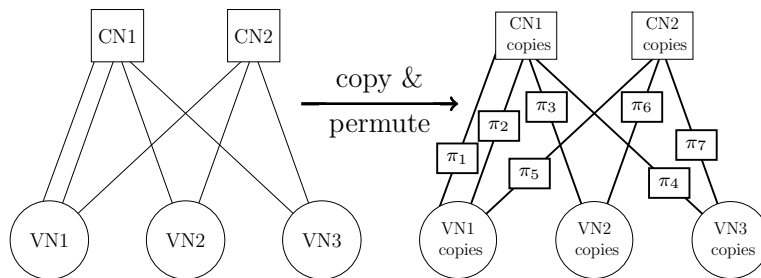 CN1
CN2
VN1
VN2
VN3
copy &
permute
CN1
copies
CN2
copies
π1
π2
π3
π6
π5
π4
π7
VN1
copies
VN2
copies
VN3
copies